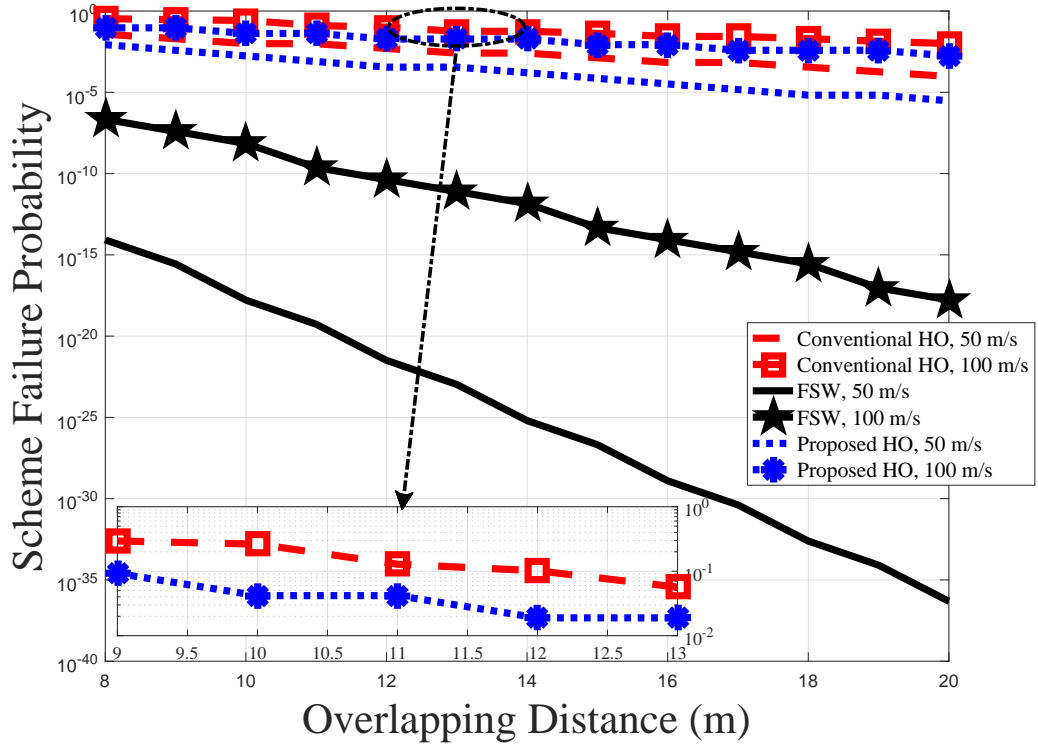 Scheme Failure Probability
10^0
10^-5
10^-10
10^-15
10^-20
10^-25
10^-30
10^-35
10^-40
Conventional HO, 50 m/s
Conventional HO, 100 m/s
FSW, 50 m/s
FSW, 100 m/s
Proposed HO, 50 m/s
Proposed HO, 100 m/s
10^0
10^-1
10^-2
9 9.5 10 10.5 11 11.5 12 12.5 13
8 10 12 14 16 18 20
Overlapping Distance (m)